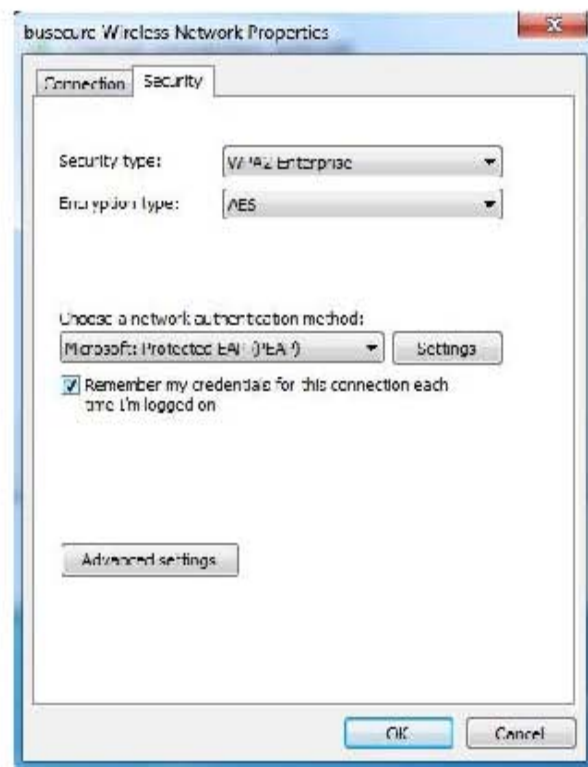 busecure Wireless Network Properties
Connection Security
Security type: WPA2 Enterprise
Encryption type: AES
Choose a network authentication method:
Microsoft: Protected EAP (PEAP) Settings
Remember my credentials for this connection each
time I'm logged on
Advanced settings
OK Cancel